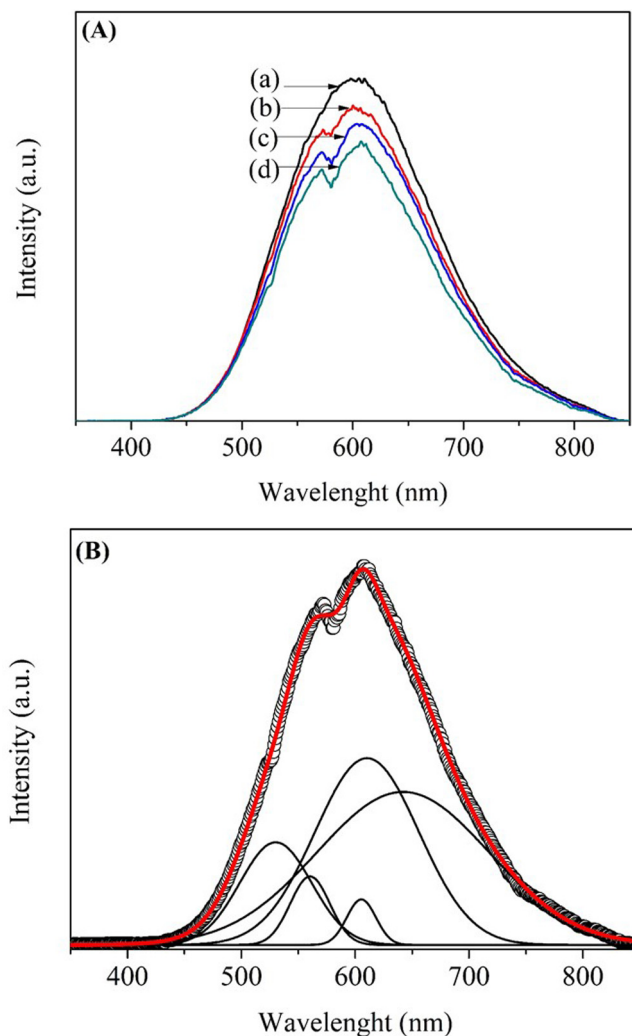 (A)
(a)
(b)
(c)
(d)
Intensity (a.u.)
400 500 600 700 800
Wavelenght (nm)
(B)
Intensity (a.u.)
400 500 600 700 800
Wavelenght (nm)